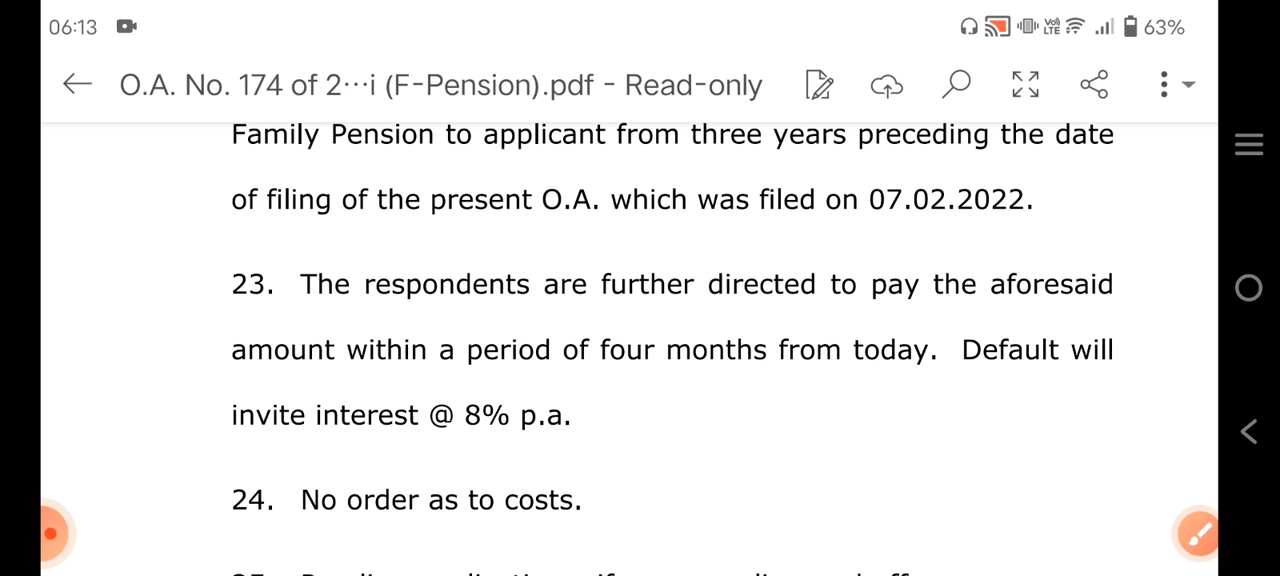 06:13
Vo)
LTE
63%
O.A. No. 174 of 2···i (F-Pension).pdf - Read-only
Family Pension to applicant from three years preceding the date
of filing of the present O.A. which was filed on 07.02.2022.
23. The respondents are further directed to pay the aforesaid
amount within a period of four months from today. Default will
invite interest @ 8% p.a.
24. No order as to costs.